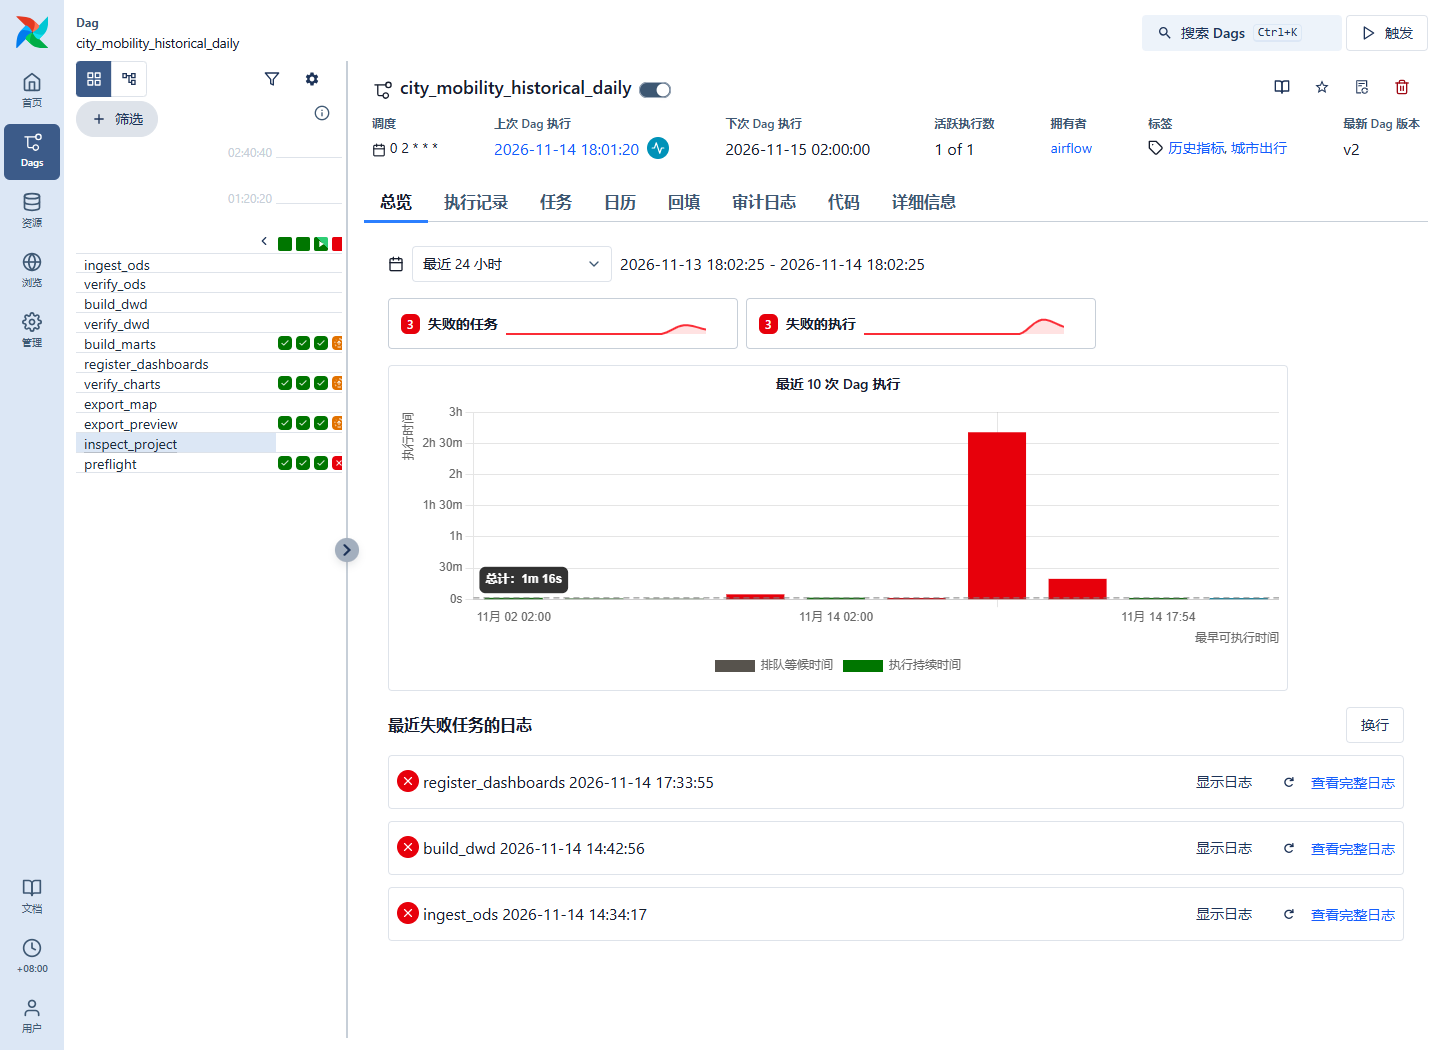 Dag
city_mobility_historical_daily
搜索 Dags Ctrl+K
触发
首页
Dags
资源
浏览
管理
文档
+08:00
用户
筛选
02:40:40
01:20:20
ingest_ods
verify_ods
build_dwd
verify_dwd
build_marts
register_dashboards
verify_charts
export_map
export_preview
inspect_project
preflight
city_mobility_historical_daily
调度
0 2 * * *
上次 Dag 执行
2026-11-14 18:01:20
下次 Dag 执行
2026-11-15 02:00:00
活跃执行数
1 of 1
拥有者
airflow
标签
历史指标, 城市出行
最新 Dag 版本
v2
总览 执行记录 任务 日历 回填 审计日志 代码 详细信息
最近 24 小时
2026-11-13 18:02:25 - 2026-11-14 18:02:25
3 失败的任务
3 失败的执行
最近 10 次 Dag 执行
执行时间
3h
2h 30m
2h
1h 30m
1h
30m
0s
总计: 1m 16s
11月 02 02:00
11月 14 02:00
11月 14 17:54
最早可执行时间
排队等候时间
执行持续时间
最近失败任务的日志
换行
register_dashboards 2026-11-14 17:33:55
显示日志
查看完整日志
build_dwd 2026-11-14 14:42:56
显示日志
查看完整日志
ingest_ods 2026-11-14 14:34:17
显示日志
查看完整日志